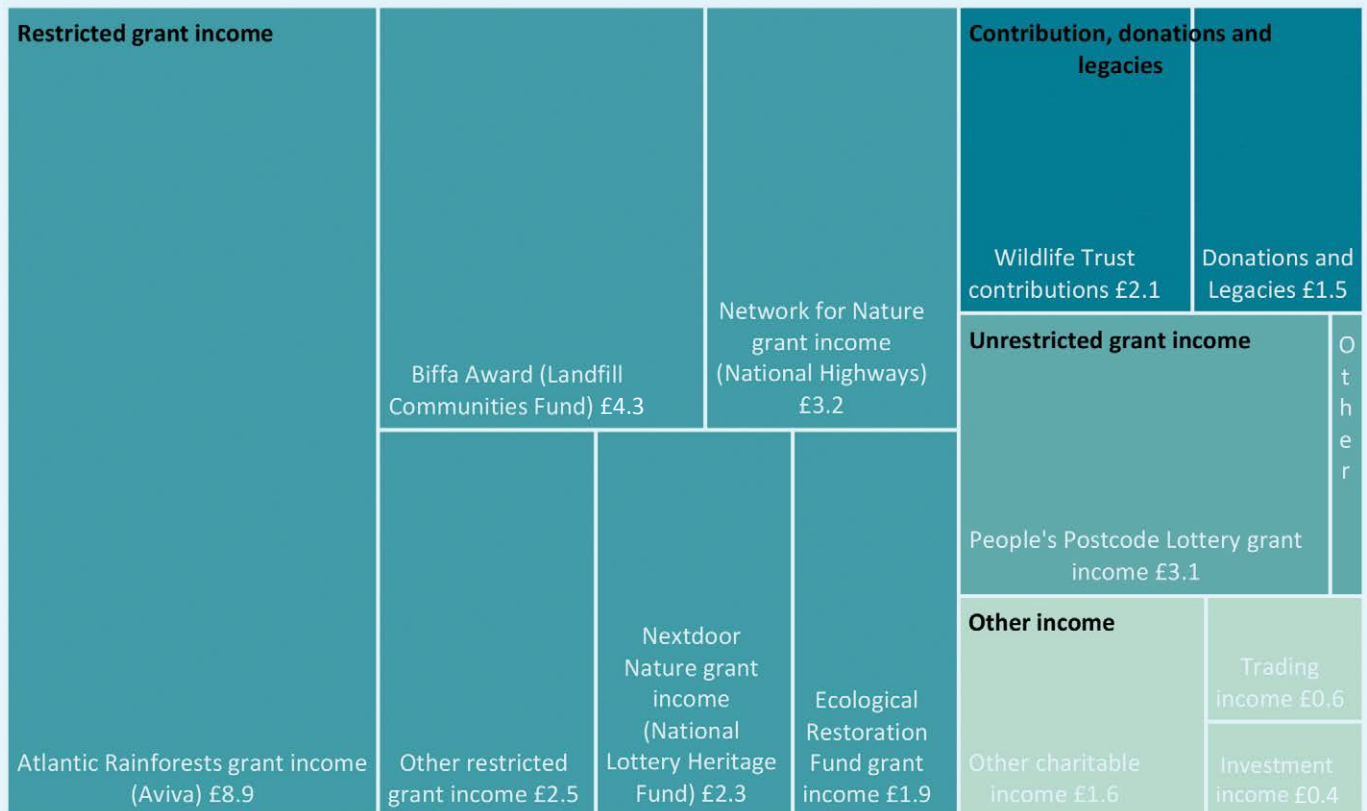 Restricted grant income
Atlantic Rainforests grant income
(Aviva) £8.9
Biffa Award (Landfill
Communities Fund) £4.3
Network for Nature
grant income
(National Highways)
£3.2
Other restricted
grant income £2.5
Nextdoor
Nature grant
income
(National
Lottery Heritage
Fund) £2.3
Ecological
Restoration
Fund grant
income £1.9
Contribution, donations and
legacies
Wildlife Trust
contributions £2.1
Donations and
Legacies £1.5
Unrestricted grant income
People's Postcode Lottery grant
income £3.1
O
t
h
e
r
Other income
Other charitable
income £1.6
Trading
income £0.6
Investment
income £0.4